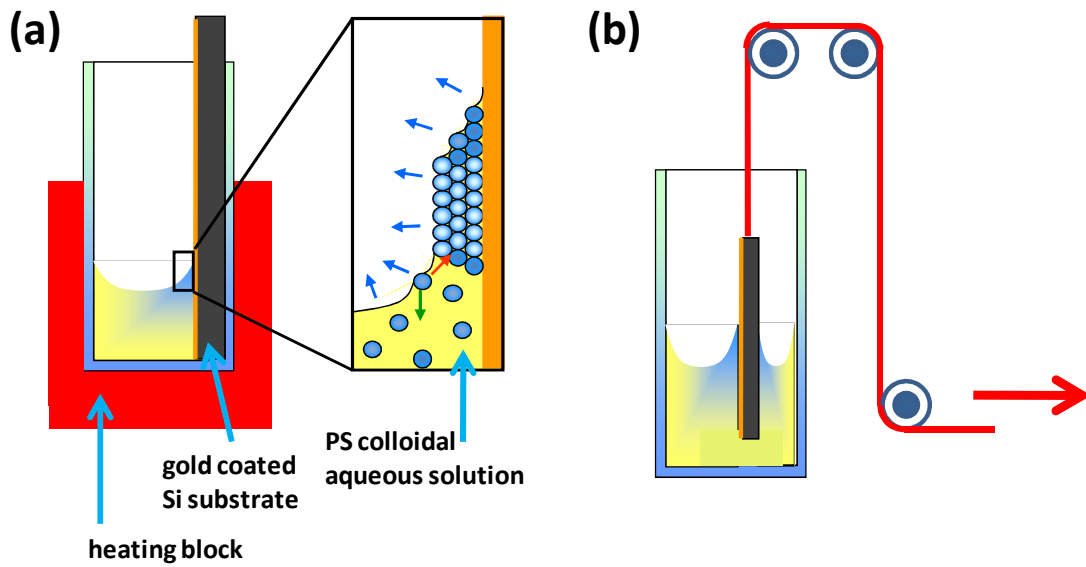 (a)
(b)
PS colloidal
aqueous solution
gold coated
Si substrate
heating block